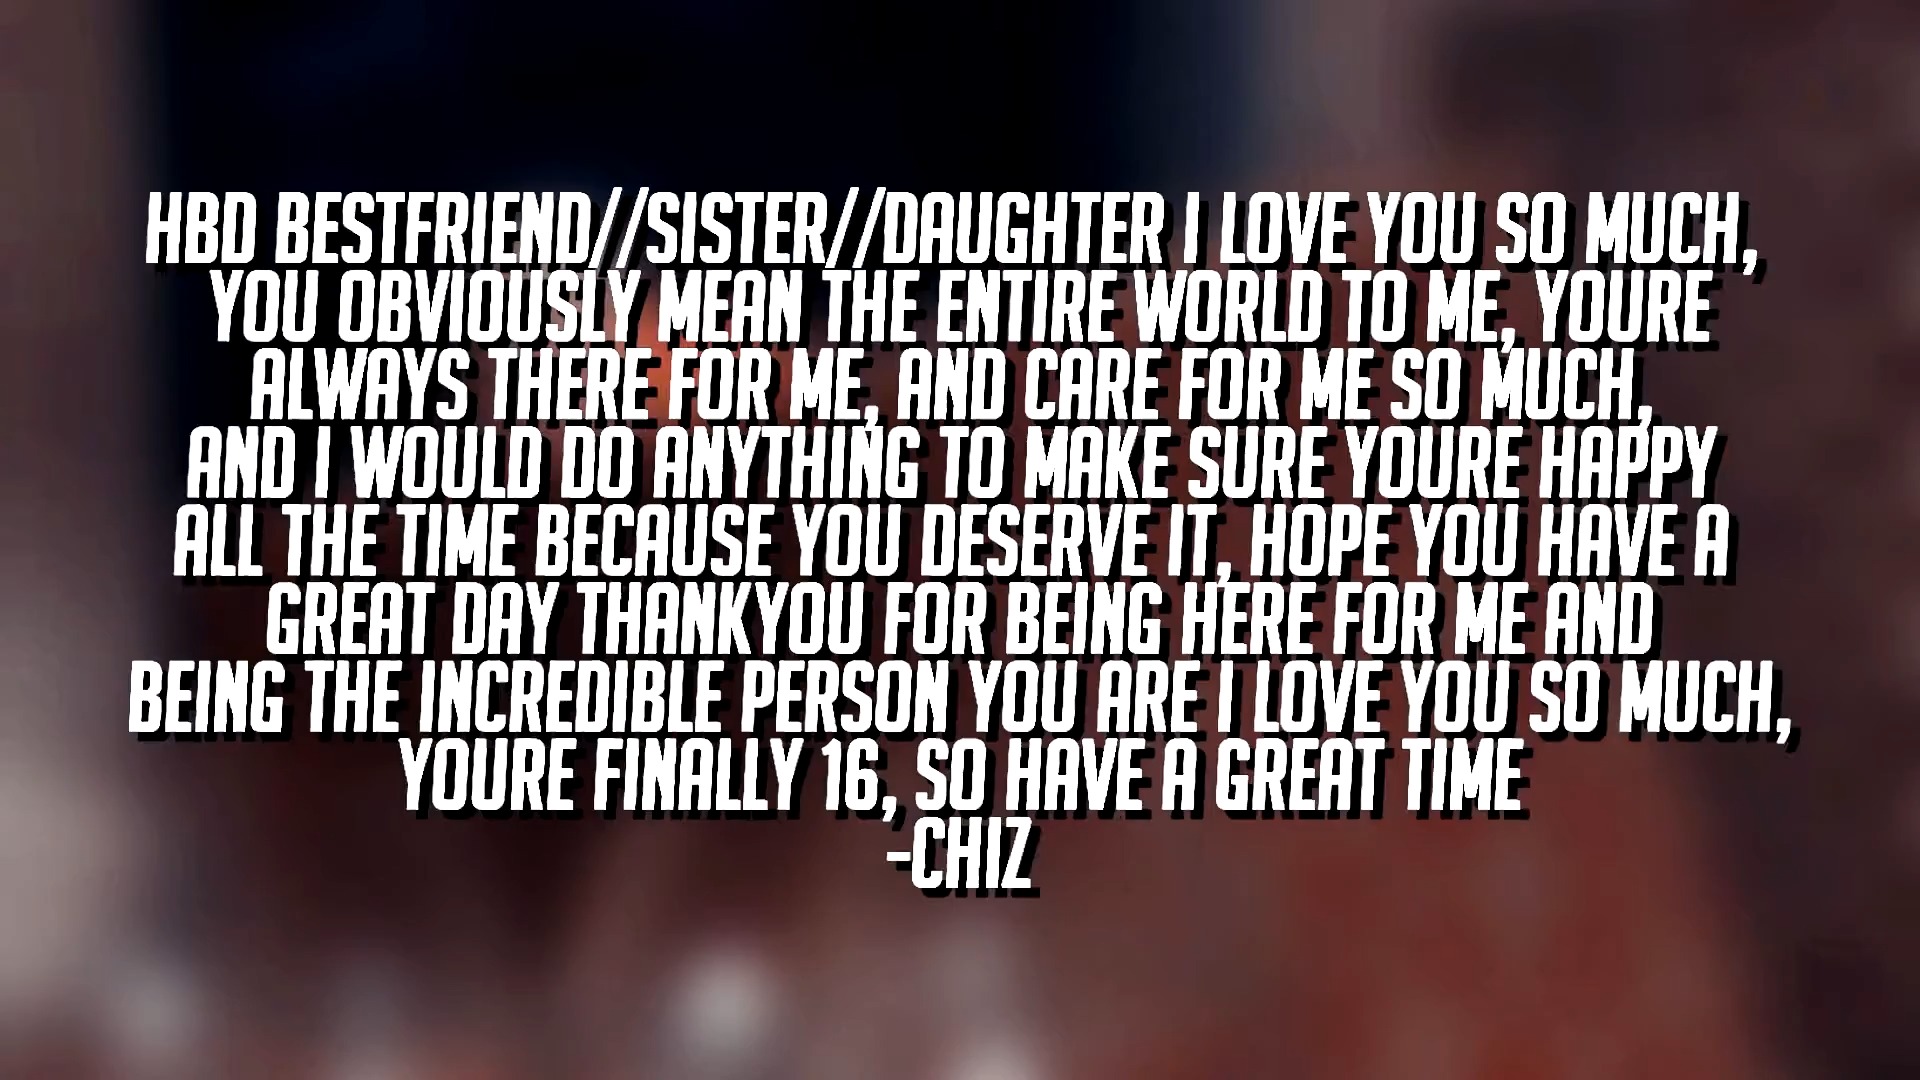 HBD BESTFRIEND//SISTER//DAUGHTER I LOVE YOU SO MUCH,
YOU OBVIOUSLY MEAN THE ENTIRE WORLD TO ME, YOURE
ALWAYS THERE FOR ME, AND CARE FOR ME SO MUCH,
AND I WOULD DO ANYTHING TO MAKE SURE YOURE HAPPY
ALL THE TIME BECAUSE YOU DESERVE IT, HOPE YOU HAVE A
GREAT DAY THANKYOU FOR BEING HERE FOR ME AND
BEING THE INCREDIBLE PERSON YOU ARE I LOVE YOU SO MUCH,
YOURE FINALLY 16, SO HAVE A GREAT TIME
-CHIZ